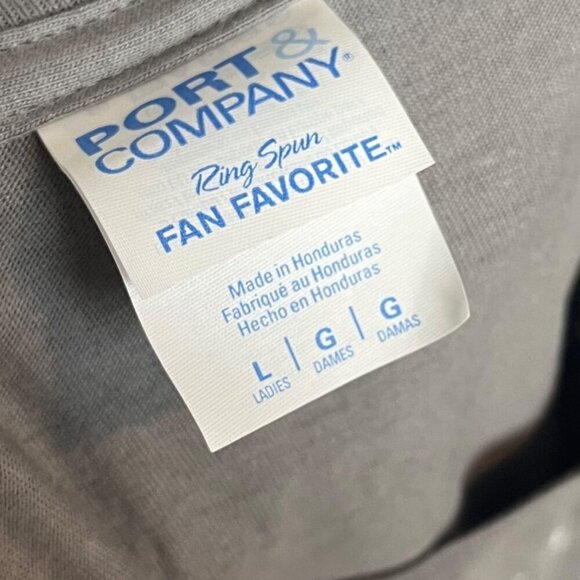 PORT &
COMPANY®
Ring Spun
FAN FAVORITE™
Made in Honduras
Fabriqué au Honduras
Hecho en Honduras
L | G | G
LADIES DAMES DAMAS